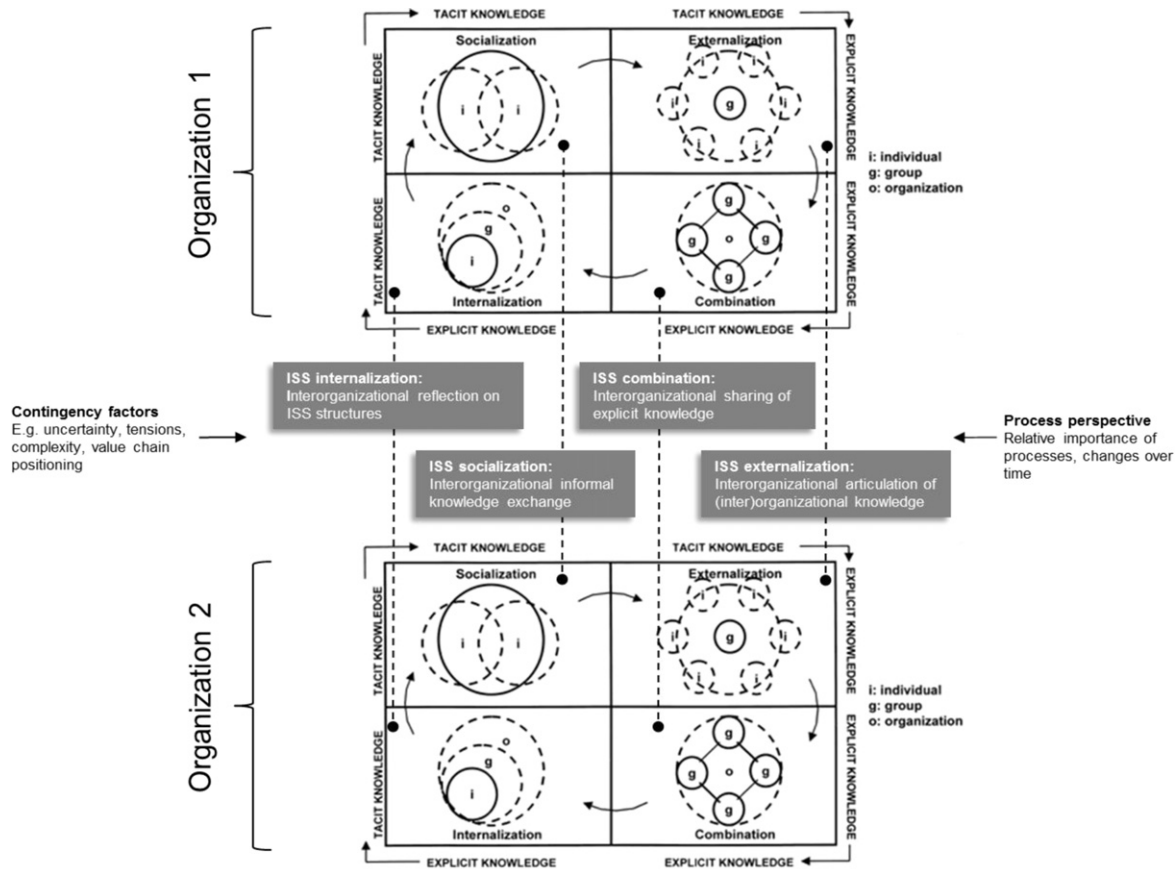 TACIT KNOWLEDGE
TACIT KNOWLEDGE
Organization 1
TACIT KNOWLEDGE
Socialization
i
i
Externalization
i
i
i
g
i
i
i
EXPLICIT KNOWLEDGE
i: individual
g: group
o: organization
TACIT KNOWLEDGE
o
g
i
Internalization
g
g
o
g
g
Combination
EXPLICIT KNOWLEDGE
EXPLICIT KNOWLEDGE
EXPLICIT KNOWLEDGE
Contingency factors
E.g. uncertainty, tensions,
complexity, value chain
positioning
ISS internalization:
Interorganizational reflection on
ISS structures
ISS combination:
Interorganizational sharing of
explicit knowledge
ISS socialization:
Interorganizational informal
knowledge exchange
ISS externalization:
Interorganizational articulation of
(inter)organizational knowledge
Process perspective
Relative importance of
processes, changes over
time
TACIT KNOWLEDGE
TACIT KNOWLEDGE
Organization 2
TACIT KNOWLEDGE
Socialization
i
i
Externalization
i
i
i
g
i
i
i
EXPLICIT KNOWLEDGE
i: individual
g: group
o: organization
TACIT KNOWLEDGE
o
g
i
Internalization
g
g
o
g
g
Combination
EXPLICIT KNOWLEDGE
EXPLICIT KNOWLEDGE
EXPLICIT KNOWLEDGE